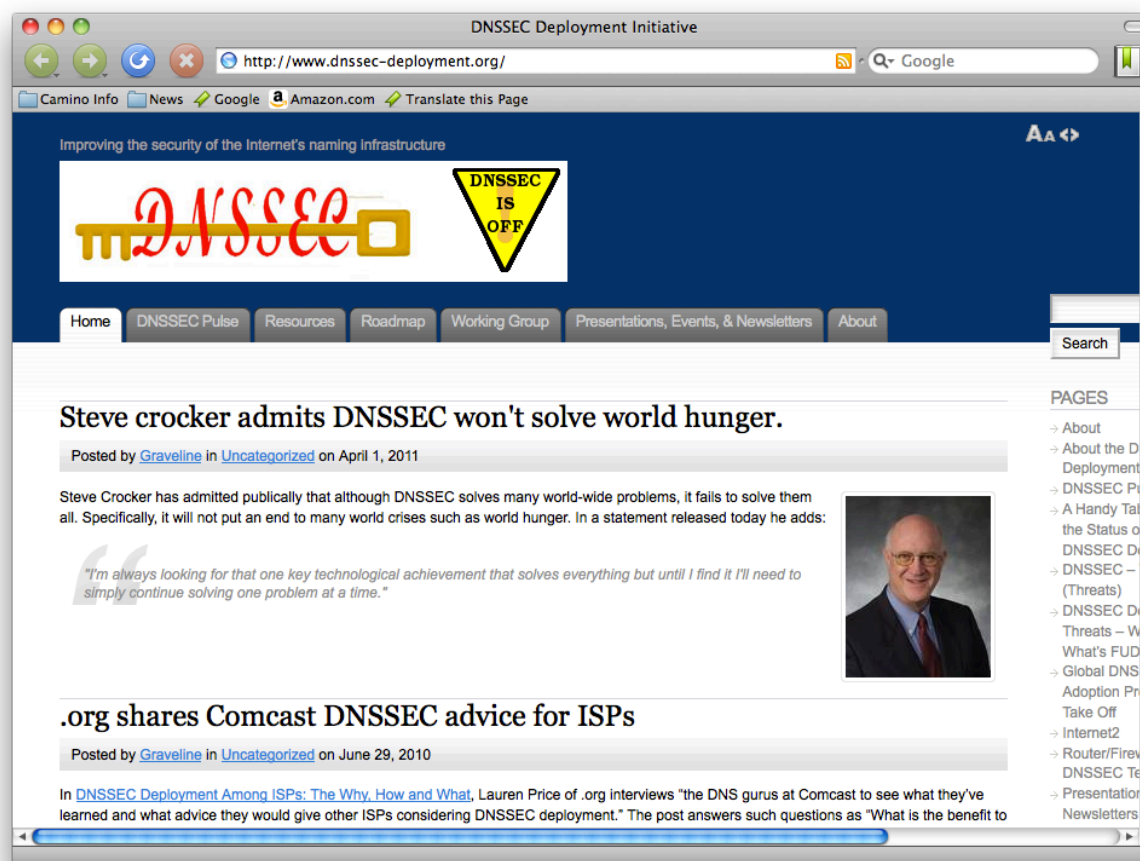 DNSSEC Deployment Initiative
http://www.dnssec-deployment.org/
Google
Camino Info News Google Amazon.com Translate this Page
Improving the security of the Internet's naming infrastructure
AA
DNSSEC
DNSSEC
IS
OFF
Home DNSSEC Pulse Resources Roadmap Working Group Presentations, Events, & Newsletters About
Search
Steve crocker admits DNSSEC won't solve world hunger.
Posted by Graveline in Uncategorized on April 1, 2011
Steve Crocker has admitted publically that although DNSSEC solves many world-wide problems, it fails to solve them
all. Specifically, it will not put an end to many world crises such as world hunger. In a statement released today he adds:
"I'm always looking for that one key technological achievement that solves everything but until I find it I'll need to
simply continue solving one problem at a time."
.org shares Comcast DNSSEC advice for ISPs
Posted by Graveline in Uncategorized on June 29, 2010
In DNSSEC Deployment Among ISPs: The Why, How and What, Lauren Price of .org interviews “the DNS gurus at Comcast to see what they've
learned and what advice they would give other ISPs considering DNSSEC deployment.” The post answers such questions as “What is the benefit to
PAGES
About
About the
Deployment
DNSSEC
A Handy
the Status
DNSSEC
DNSSEC –
(Threats)
DNSSEC
Threats –
What's FUD
Global
Adoption
Take Off
Internet2
DNSSEC
Newsletters